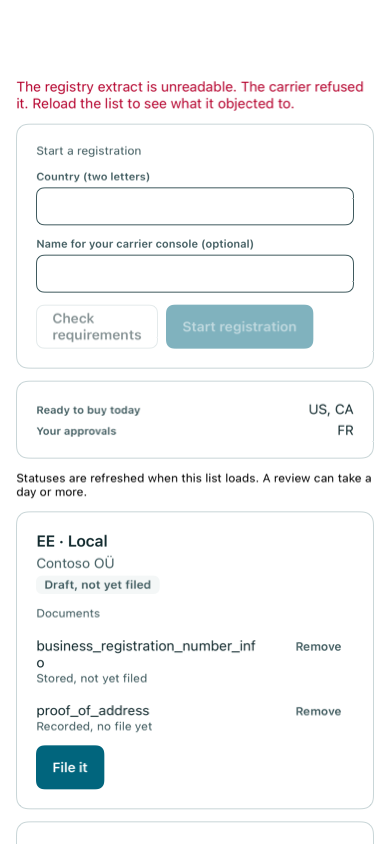 The registry extract is unreadable. The carrier refused
it. Reload the list to see what it objected to.
Start a registration
Country (two letters)
Name for your carrier console (optional)
Check
requirements
Start registration
Ready to buy today
US, CA
Your approvals
FR
Statuses are refreshed when this list loads. A review can take a
day or more.
EE · Local
Contoso OÜ
Draft, not yet filed
Documents
business_registration_number_inf
o
Remove
Stored, not yet filed
proof_of_address
Remove
Recorded, no file yet
File it